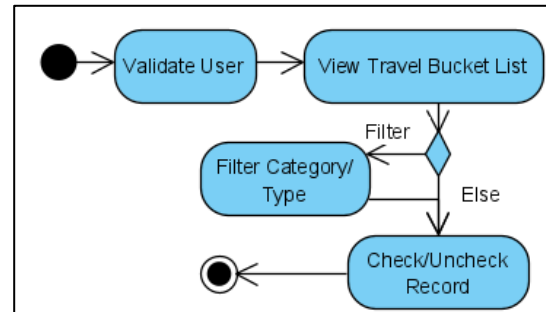 Validate User
View Travel Bucket List
Filter
Filter Category/
Type
Else
Check/Uncheck
Record